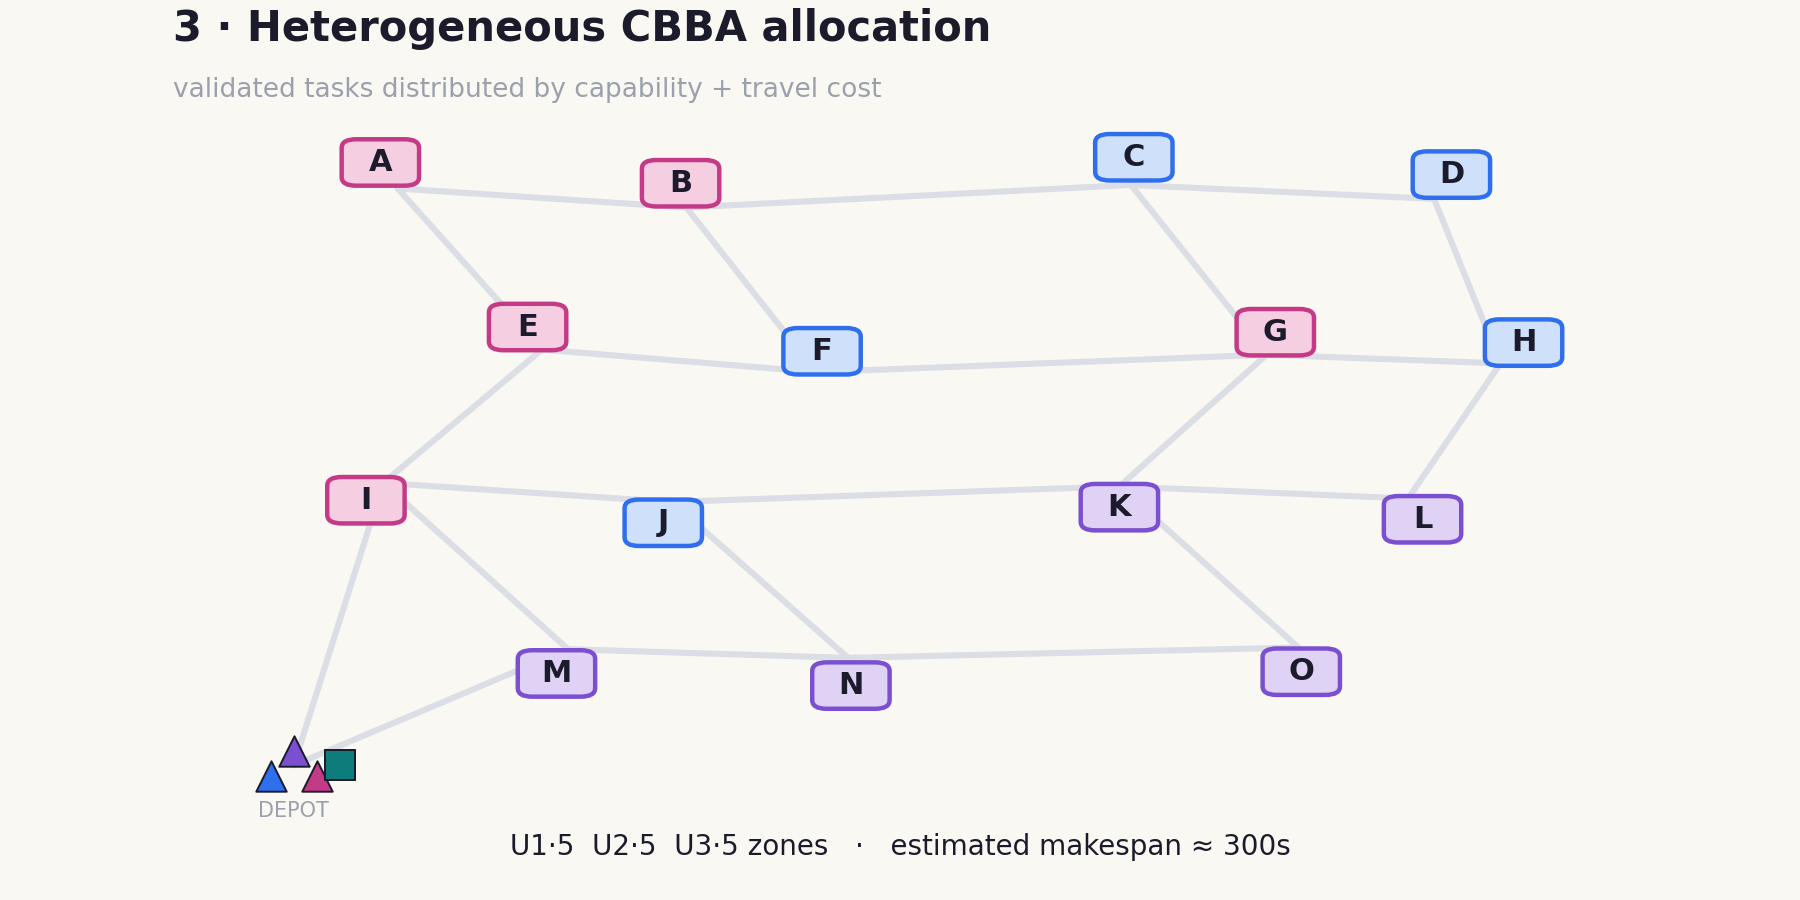 3 · Heterogeneous CBBA allocation
validated tasks distributed by capability + travel cost
A
B
C
D
E
F
G
H
I
J
K
L
M
N
O
DEPOT
U1·5  U2·5  U3·5 zones   ·   estimated makespan ≈ 300s